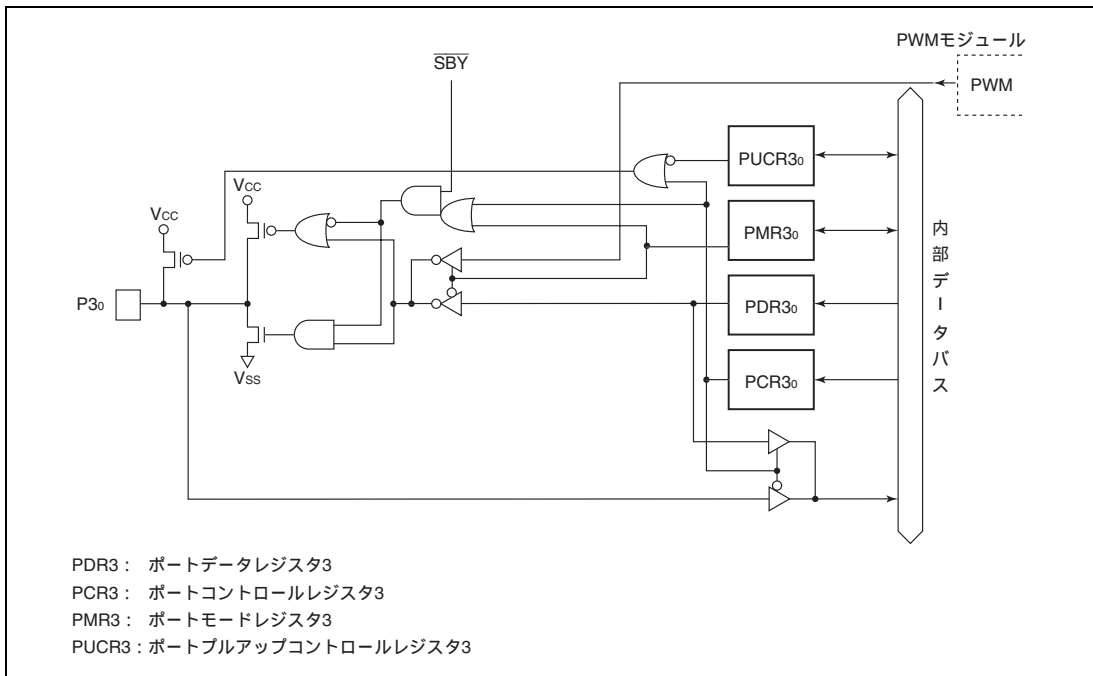 PWMモジュール
SBY
PWM
PUCR3₀
VCC
VCC
PMR3₀
P3₀
PDR3₀
VSS
PCR3₀
内部データバス
PDR3： ポートデータレジスタ3
PCR3： ポートコントロールレジスタ3
PMR3： ポートモードレジスタ3
PUCR3：ポートプルアップコントロールレジスタ3